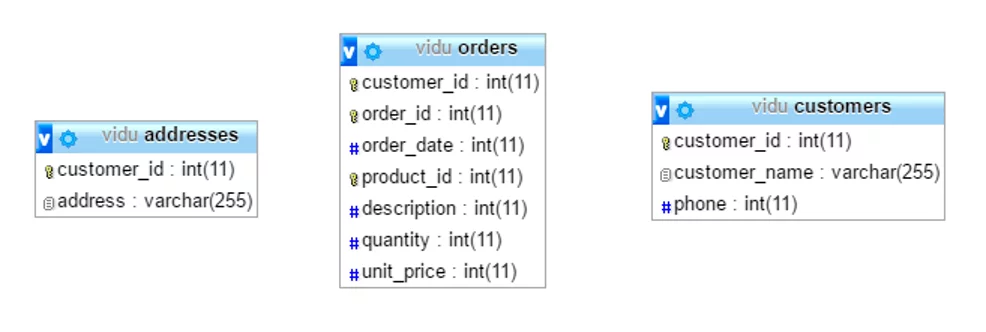 vidu addresses
customer_id : int(11)
address : varchar(255)
vidu orders
customer_id : int(11)
order_id : int(11)
order_date : int(11)
product_id : int(11)
description : int(11)
quantity : int(11)
unit_price : int(11)
vidu customers
customer_id : int(11)
customer_name : varchar(255)
phone : int(11)